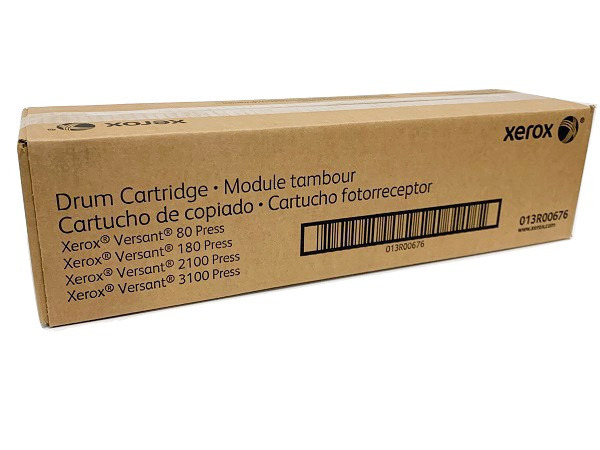 xerox
xerox
Drum Cartridge · Module tambour
Cartucho de copiado · Cartucho fotorreceptor
Xerox® Versant® 80 Press
Xerox® Versant® 180 Press
Xerox® Versant® 2100 Press
Xerox® Versant® 3100 Press
013R00676
013R00676
www.xerox.com